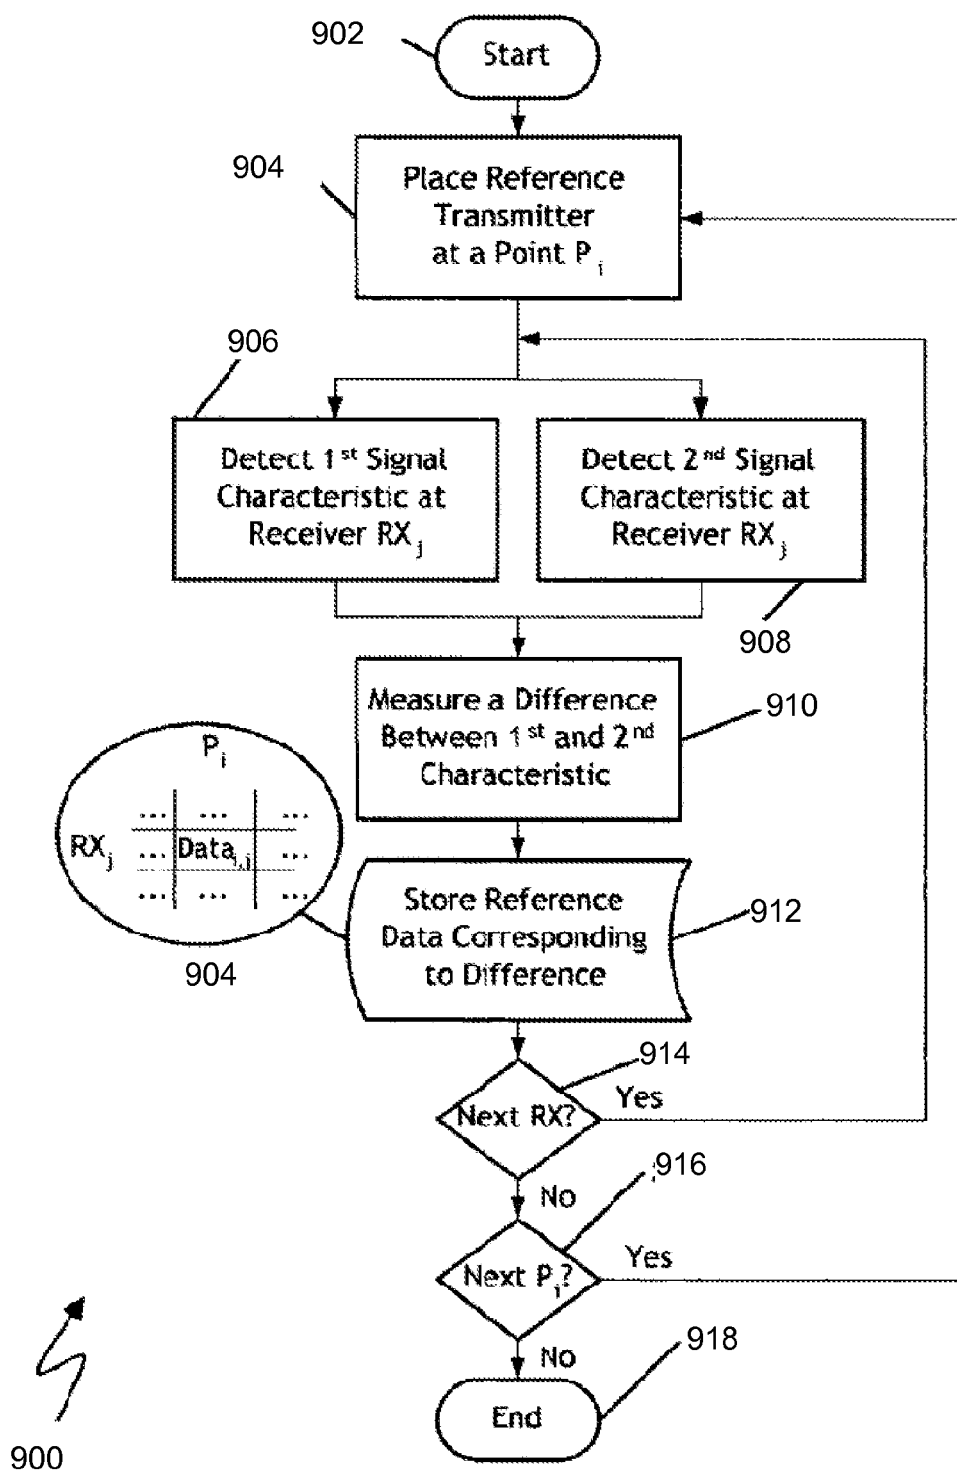 902
Start
904
Place Reference
Transmitter
at a Point P i
906
Detect 1st Signal
Characteristic at
Receiver RX j
Detect 2nd Signal
Characteristic at
Receiver RX j
908
Measure a Difference
Between 1st and 2nd
Characteristic
910
P i
... ... ...
RX j ... Data i,j ...
... ... ...
904
Store Reference
Data Corresponding
to Difference
912
914
Next RX?
Yes
No
916
Next P i?
Yes
No
918
End
900